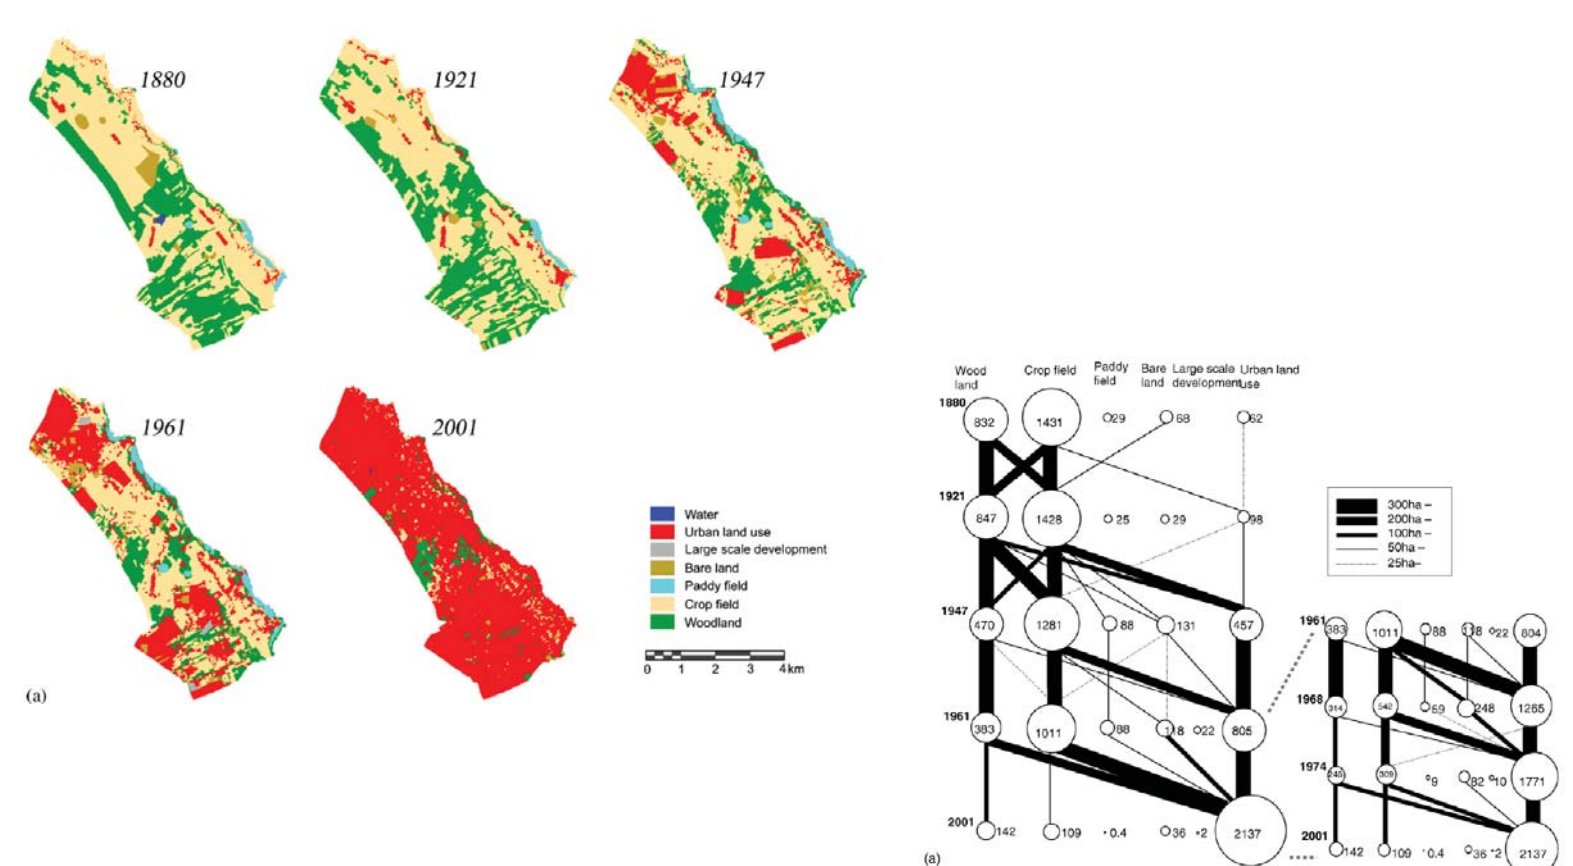 1880
1921
1947
1961
2001
Water
Urban land use
Large scale development
Bare land
Paddy field
Crop field
Woodland
0 1 2 3 4km
(a)
Wood land
Crop field
Paddy field
Bare land
Large scale development
Urban land use
1880
832 1431 29 68 62
1921
847 1428 25 29 98
1947
470 1281 88 131 457
1961
383 1011 88 118 22 805
2001
142 109 0.4 36 2 2137
300ha –
200ha –
100ha –
50ha –
25ha–
1961
383 1011 88 118 22 804
1968
314 542 59 248 1265
1974
246 309 9 82 10 1771
2001
142 109 0.4 36 2 2137
(a)